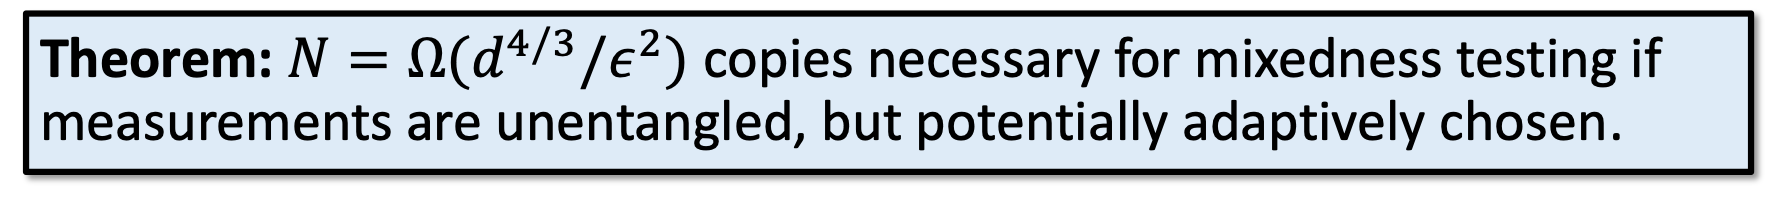 Theorem: N = Ω(d^{4/3}/ϵ^2) copies necessary for mixedness testing if
measurements are unentangled, but potentially adaptively chosen.